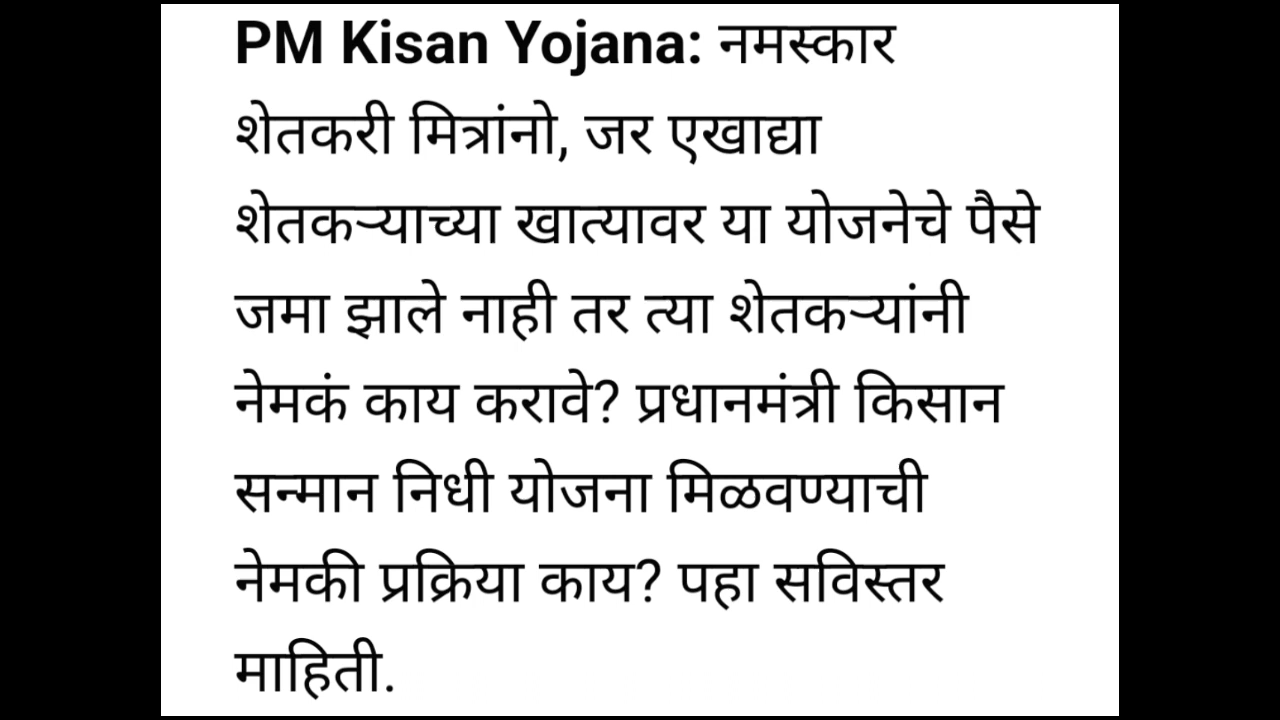 PM Kisan Yojana: नमस्कार
शेतकरी मित्रांनो, जर एखाद्या
शेतकऱ्याच्या खात्यावर या योजनेचे पैसे
जमा झाले नाही तर त्या शेतकऱ्यांनी
नेमकं काय करावे? प्रधानमंत्री किसान
सन्मान निधी योजना मिळवण्याची
नेमकी प्रक्रिया काय? पहा सविस्तर
माहिती.